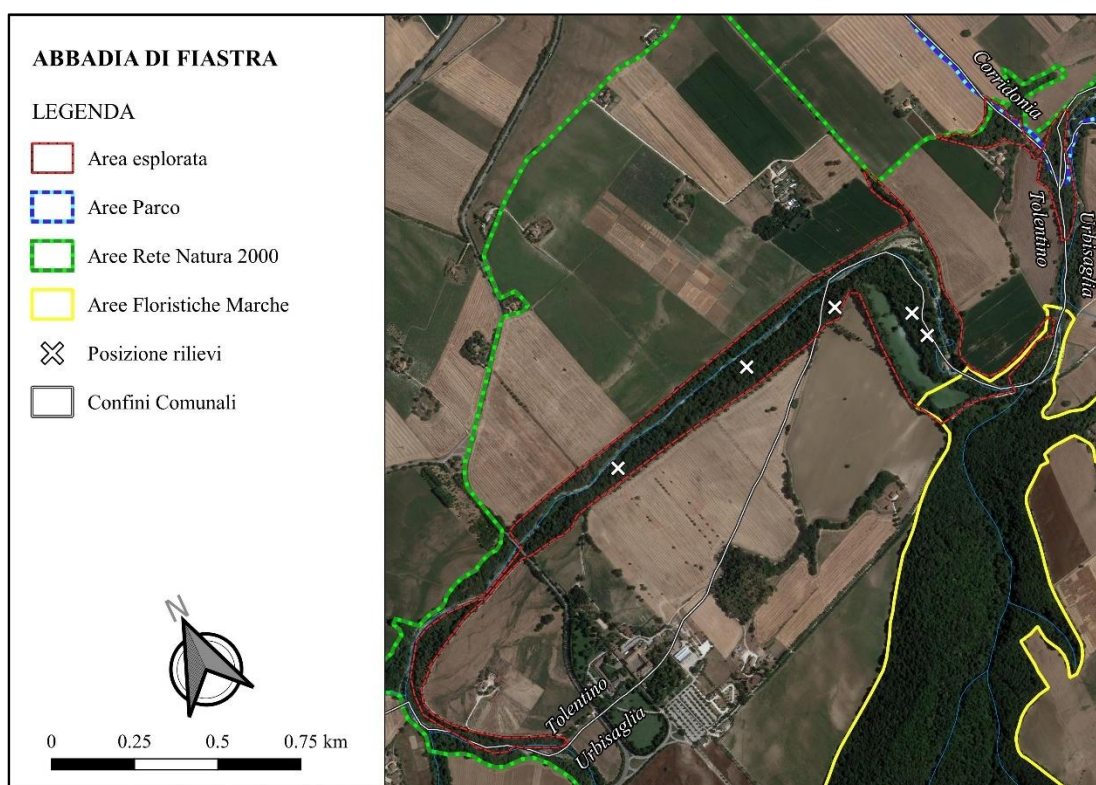 ABBADIA DI FIASTRA
LEGENDA
Area esplorata
Aree Parco
Aree Rete Natura 2000
Aree Floristiche Marche
Posizione rilievi
Confini Comunali
N
0 0.25 0.5 0.75 km
Corridonia
Tolentino
Urbisaglia
Tolentino
Urbisaglia